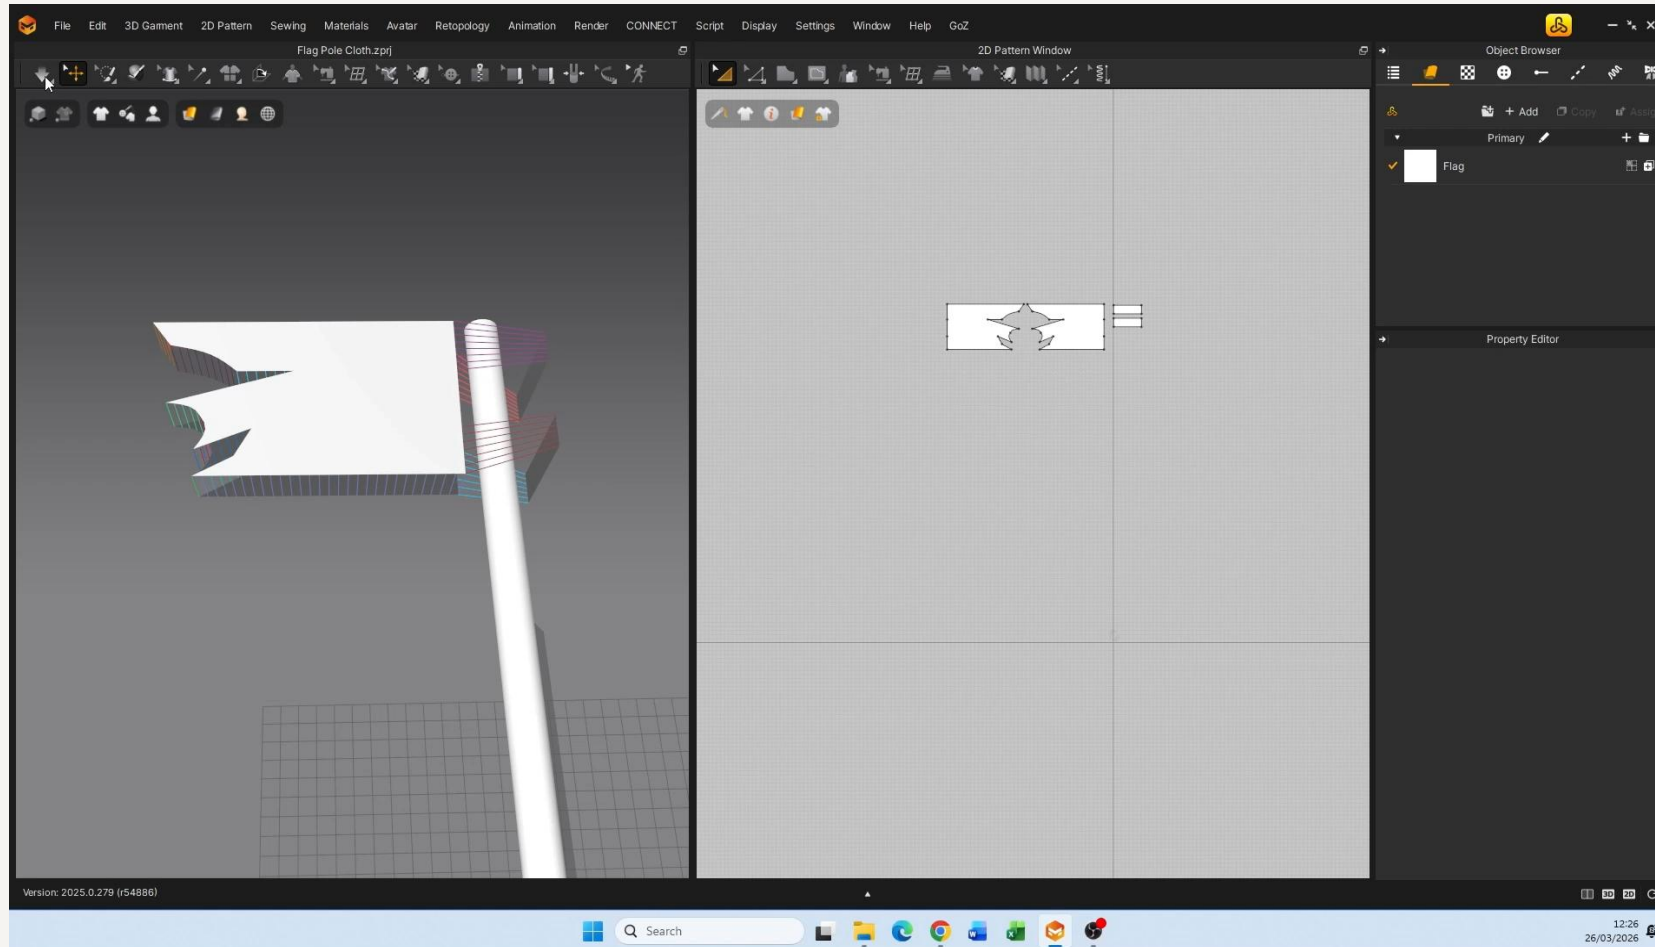 File Edit 3D Garment 2D Pattern Sewing Materials Avatar Retopology Animation Render CONNECT Script Display Settings Window Help GoZ
Flag Pole Cloth.zprj
2D Pattern Window
Object Browser
+ Add Copy
Primary
Flag
Property Editor
Version: 2025.0.279 (r54886)
3D 2D
Search
12:26
26/03/2026